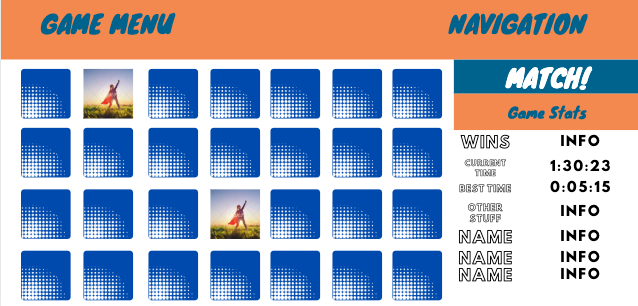 GAME MENU
NAVIGATION
MATCH!
Game Stats
WINS INFO
CURRENT TIME 1:30:23
BEST TIME 0:05:15
OTHER STUFF INFO
NAME INFO
NAME INFO
NAME INFO